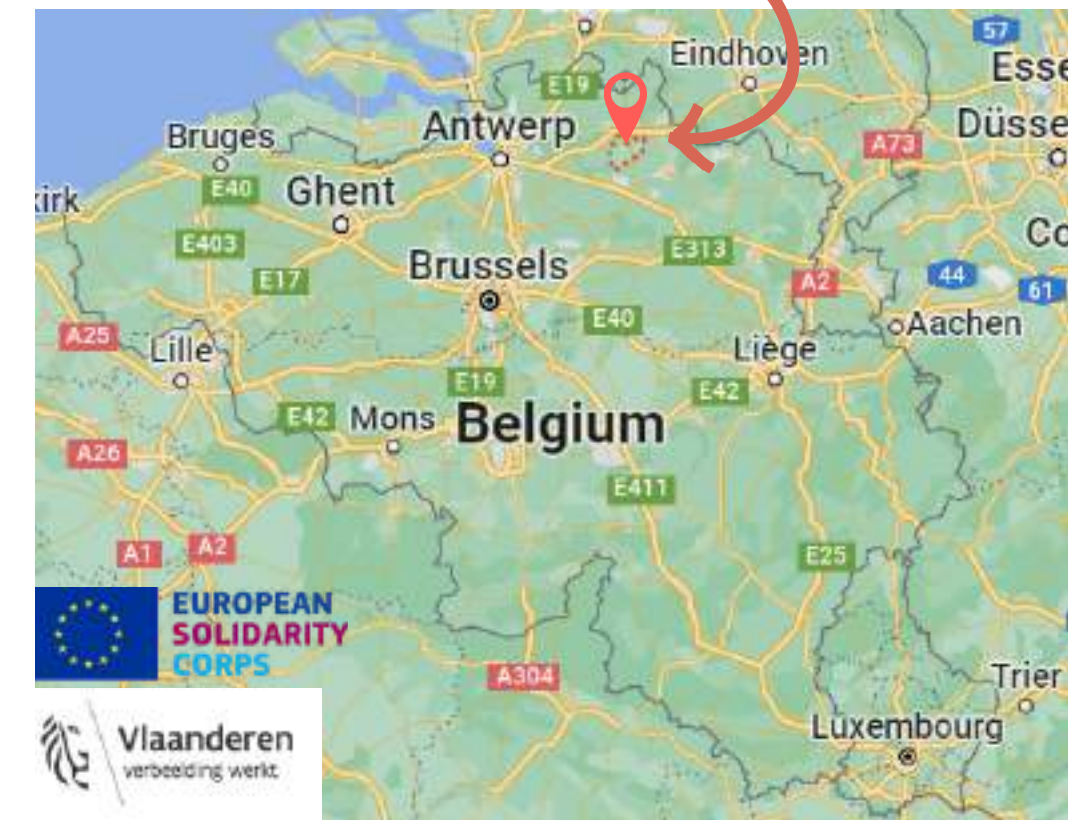 57
Eindhoven
Esse
E19
Antwerp
Düsse
Bruges
A73
E40
Ghent
kirk
E403
E313
Co
E17
Brussels
A2
44
61
E40
A25
Aachen
Lille
Liège
E19
E42
E42
Mons
Belgium
A26
E411
A1
A2
E25
EUROPEAN
SOLIDARITY
CORPS
A304
Trier
Luxembourg
Vlaanderen
verbeelding werkt